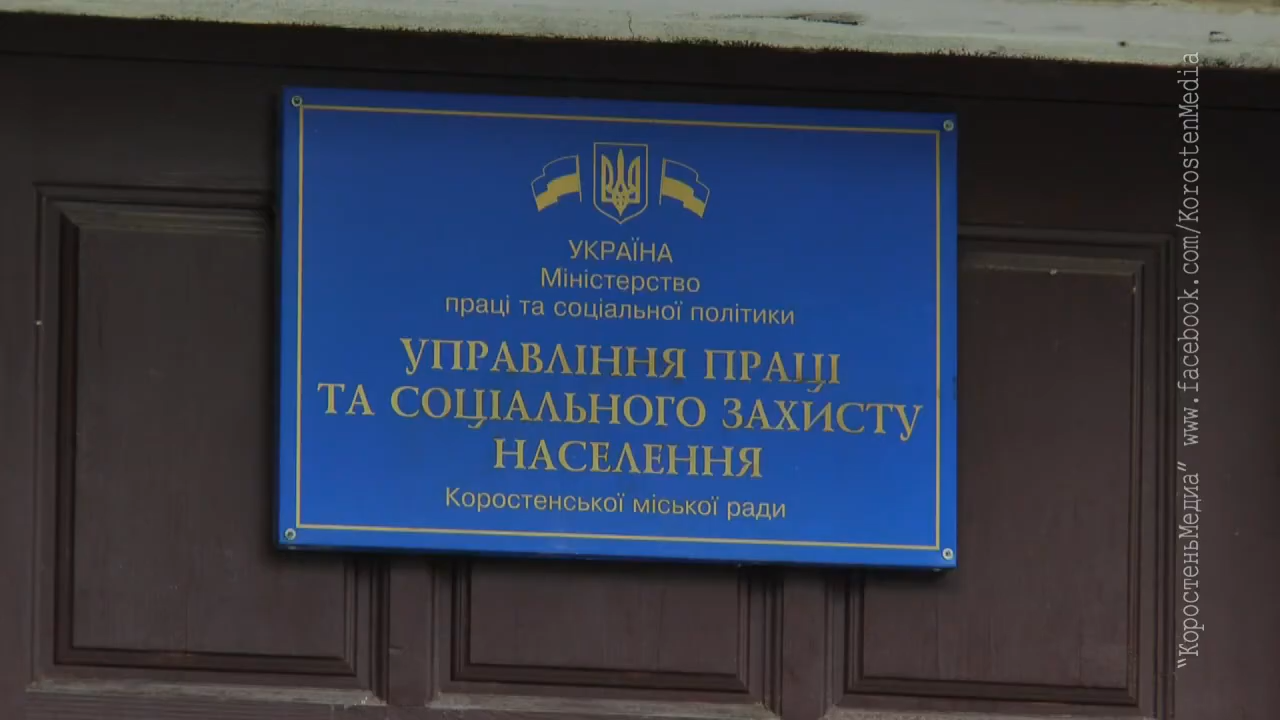 УКРАЇНА
Міністерство
праці та соціальної політики
УПРАВЛІННЯ ПРАЦІ
ТА СОЦІАЛЬНОГО ЗАХИСТУ
НАСЕЛЕННЯ
Коростенської міської ради
"КоростеньМедиа" www.facebook.com/KorostenMedia